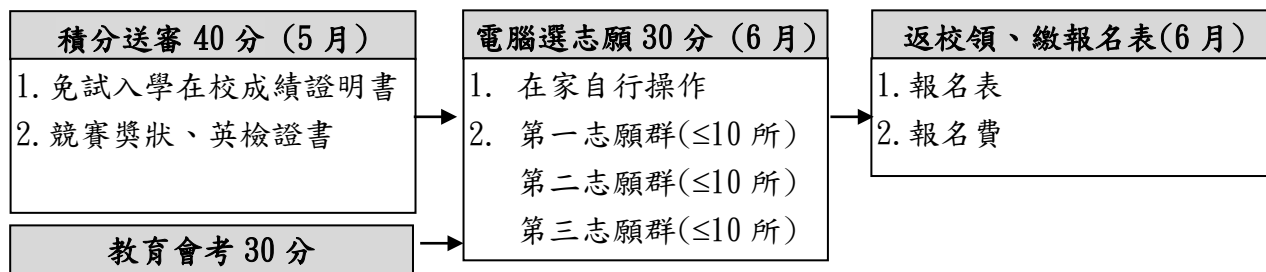 積分送審 40 分 (5 月)
1. 免試入學在校成績證明書
2. 競賽獎狀、英檢證書
教育會考 30 分
電腦選志願 30 分 (6 月)
1. 在家自行操作
2. 第一志願群(≤10 所)
第二志願群(≤10 所)
第三志願群(≤10 所)
返校領、繳報名表(6 月)
1. 報名表
2. 報名費